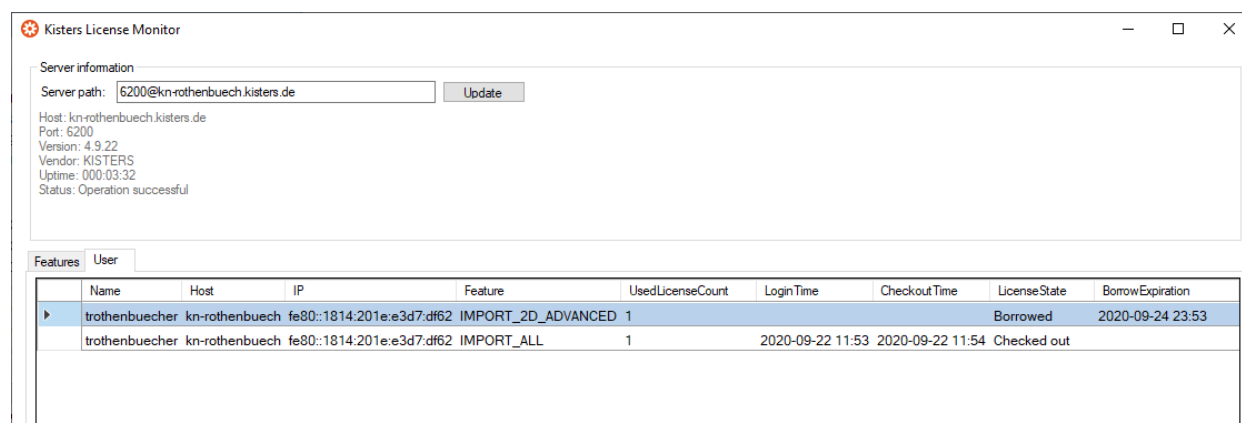 Kisters License Monitor
Server information
Server path: 6200@kn-rothenbuech.kisters.de Update
Host: kn-rothenbuech.kisters.de
Port: 6200
Version: 4.9.22
Vendor: KISTERS
Uptime: 000:03:32
Status: Operation successful
Features User
Name Host IP Feature UsedLicenseCount LoginTime CheckoutTime LicenseState BorrowExpiration
trothenbuecher kn-rothenbuech fe80::1814:201e:e3d7:df62 IMPORT_2D_ADVANCED 1 Borrowed 2020-09-24 23:53
trothenbuecher kn-rothenbuech fe80::1814:201e:e3d7:df62 IMPORT_ALL 1 2020-09-22 11:53 2020-09-22 11:54 Checked out